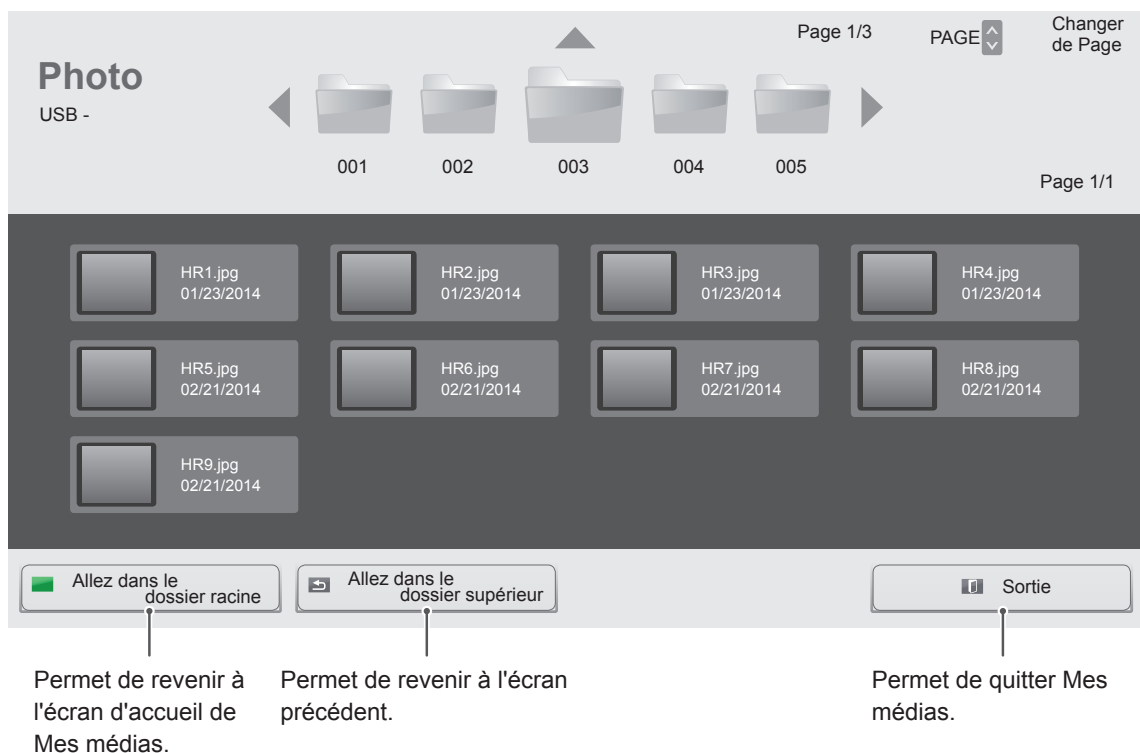 Page 1/3
PAGE
Changer
de Page
Photo
USB -
001 002 003 004 005
Page 1/1
HR1.jpg
01/23/2014
HR2.jpg
01/23/2014
HR3.jpg
01/23/2014
HR4.jpg
01/23/2014
HR5.jpg
02/21/2014
HR6.jpg
02/21/2014
HR7.jpg
02/21/2014
HR8.jpg
02/21/2014
HR9.jpg
02/21/2014
Allez dans le
dossier racine
Allez dans le
dossier supérieur
Sortie
Permet de revenir à
l'écran d'accueil de
Mes médias.
Permet de revenir à l'écran
précédent.
Permet de quitter Mes
médias.